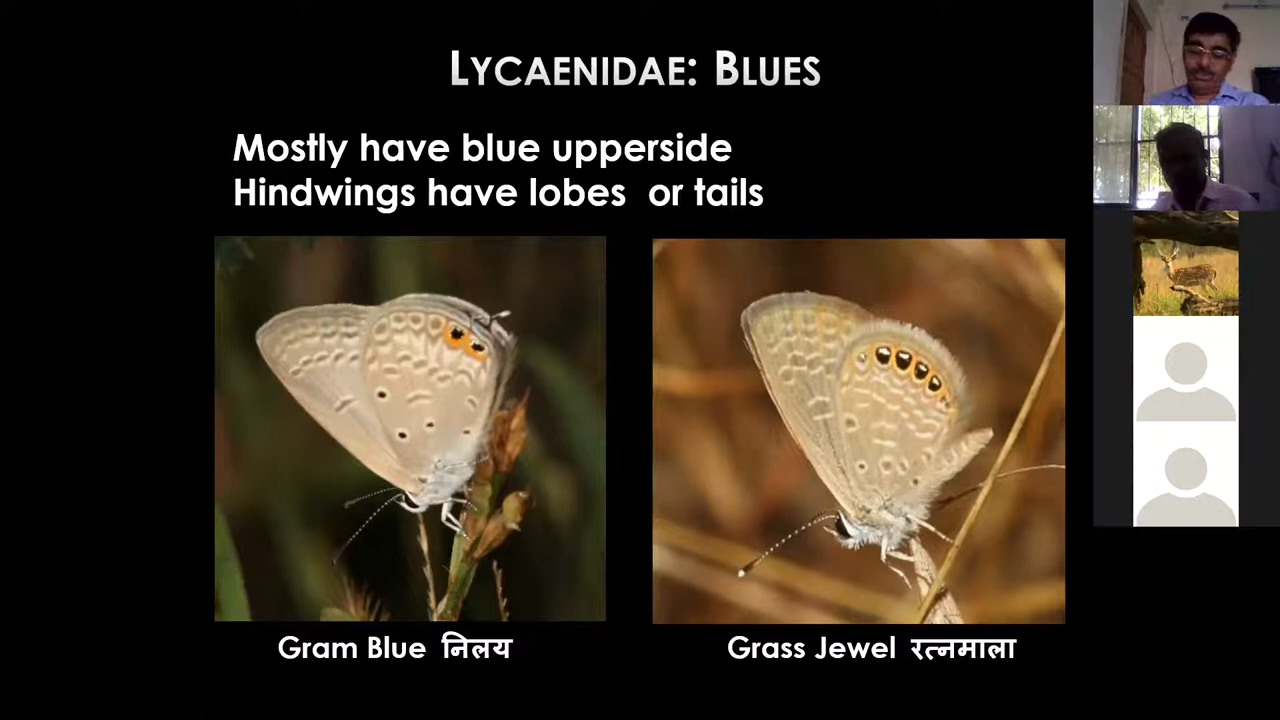 LYCAENIDAE: BLUES
Mostly have blue upperside
Hindwings have lobes or tails
Gram Blue निलय
Grass Jewel रत्नमाला